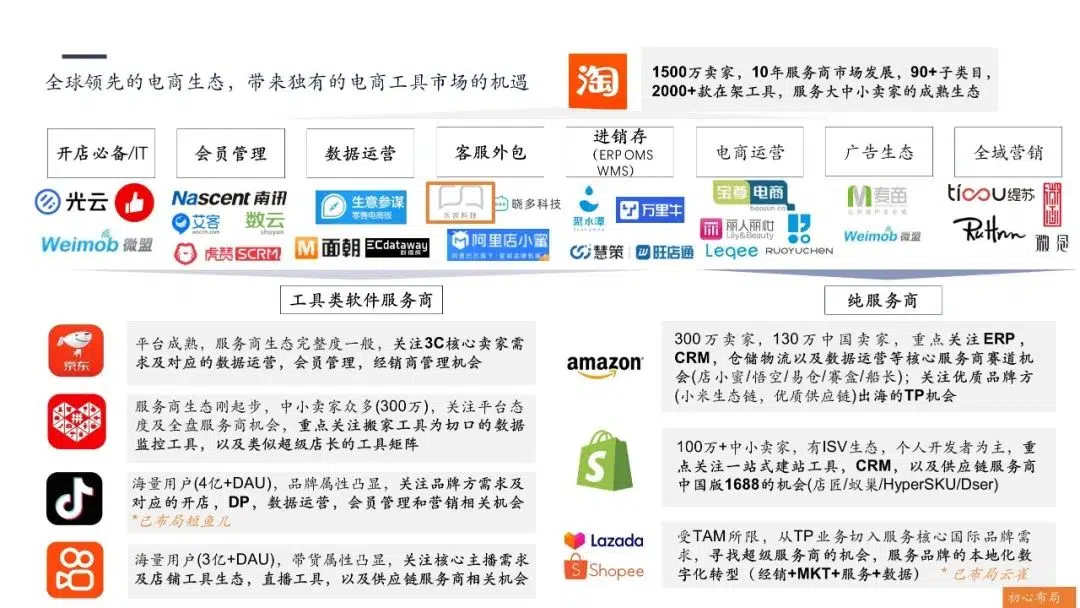 全球领先的电商生态，带来独有的电商工具市场的机遇
淘
1500万卖家，10年服务商市场发展，90+子类目，
2000+款在架工具，服务大中小卖家的成熟生态
开店必备/IT
会员管理
数据运营
客服外包
进销存
(ERP OMS
WMS)
电商运营
广告生态
全域营销
光云
Weimob 微盟
Nascent 南讯
艾客
数云
shuyun
虎赞SCRM
生意参谋
零售电商版
面朝
ECdataway
数据威
乐言科技
晓多科技
阿里店小蜜
聚水潭
万里牛
慧策
旺店通
宝尊电商
baozun.cn
丽人丽妆
Lily&Beauty
Leqee
RUOYUCHEN
麦苗
Weimob 微盟
缇苏
RuHnn
工具类软件服务商
纯服务商
京东
平台成熟，服务商生态完整度一般，关注3C核心卖家需
求及对应的数据运营，会员管理，经销商管理机会
拼
服务商生态刚起步，中小卖家众多(300万)，关注平台态
度及全盘服务商机会，重点关注搬家工具为切口的数据
监控工具，以及类似超级店长的工具矩阵
海量用户(4亿+DAU)，品牌属性凸显，关注品牌方需求及
对应的开店，DP，数据运营，会员管理和营销相关机会
*已布局短鱼儿
海量用户(3亿+DAU)，带货属性凸显，关注核心主播需求
及店铺工具生态，直播工具，以及供应链服务商相关机会
amazon
300万卖家，130万中国卖家，重点关注ERP，
CRM，仓储物流以及数据运营等核心服务商赛道机
会(店小蜜/悟空/易仓/赛盒/船长)；关注优质品牌方
(小米生态链，优质供应链)出海的TP机会
100万+中小卖家，有ISV生态，个人开发者为主，重
点关注一站式建站工具，CRM，以及供应链服务商
中国版1688的机会(店匠/蚁巢/HyperSKU/Dser)
Lazada
Shopee
受TAM所限，从TP业务切入服务核心国际品牌需
求，寻找超级服务商的机会，服务品牌的本地化数
字化转型（经销+MKT+服务+数据） * 已布局云雀
初心布局